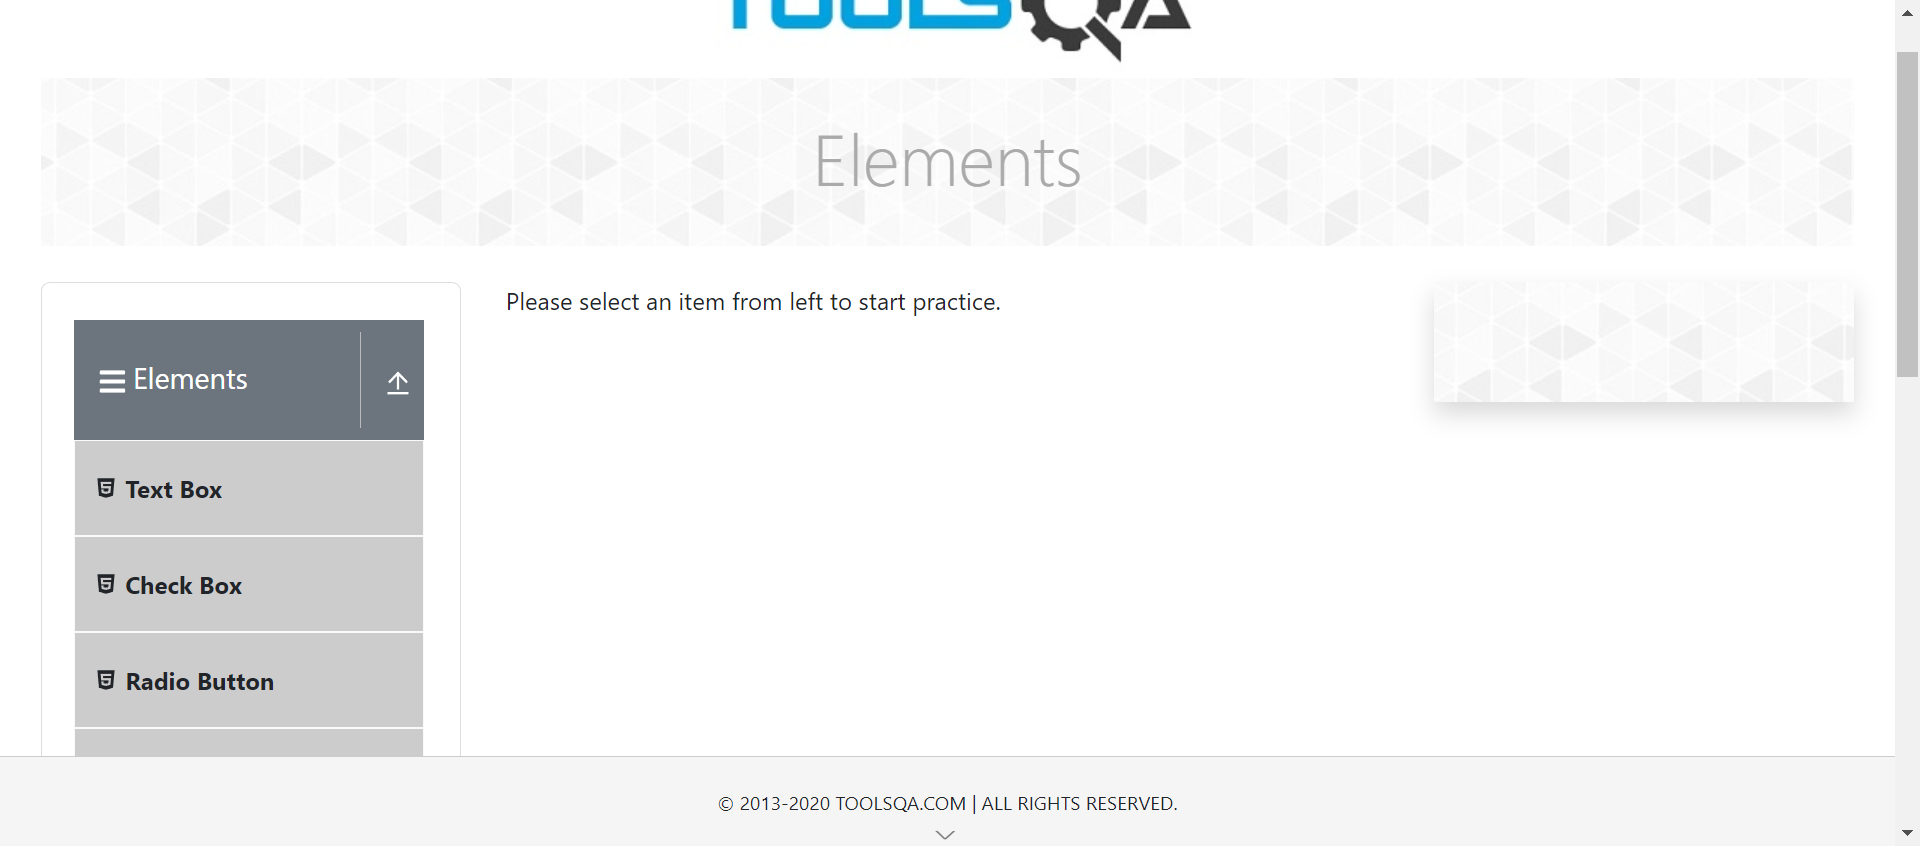 TOOLSQA
Elements
Please select an item from left to start practice.
Elements
Text Box
Check Box
Radio Button
© 2013-2020 TOOLSQA.COM | ALL RIGHTS RESERVED.